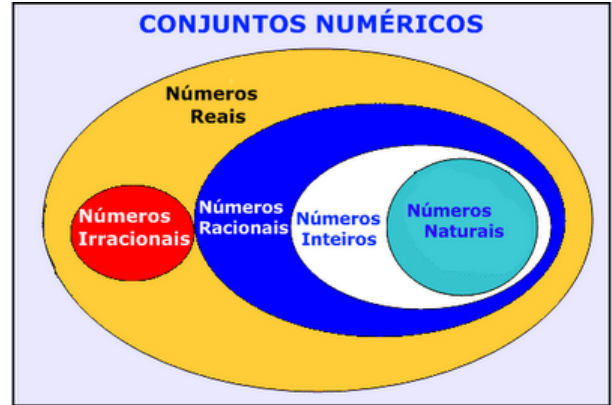 CONJUNTOS NUMÉRICOS
Números
Reais
Números
Irracionais
Números
Racionais
Números
Inteiros
Números
Naturais